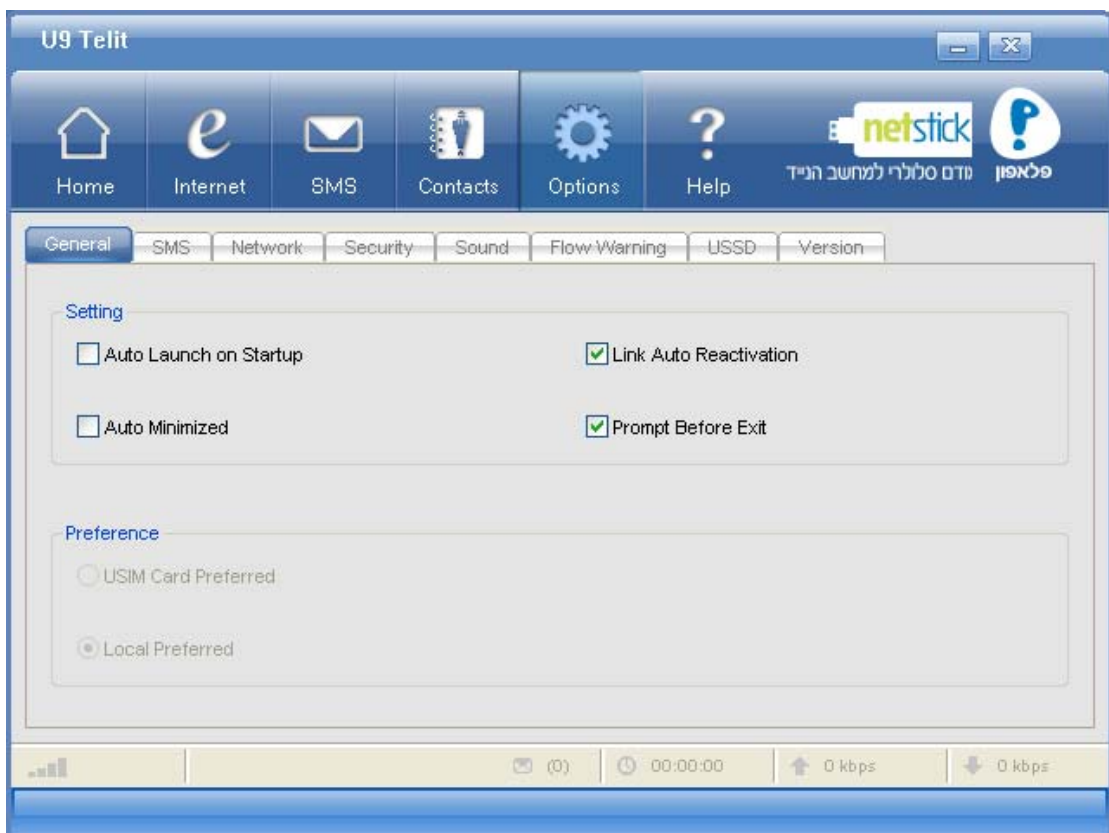 U9 Telit
Home Internet SMS Contacts Options Help
netstick
מודם סלולרי למחשב הנייד
פלאפון
General SMS Network Security Sound Flow Warning USSD Version
Setting
Auto Launch on Startup Link Auto Reactivation
Auto Minimized Prompt Before Exit
Preference
USIM Card Preferred
Local Preferred
(0) 00:00:00 0 kbps 0 kbps